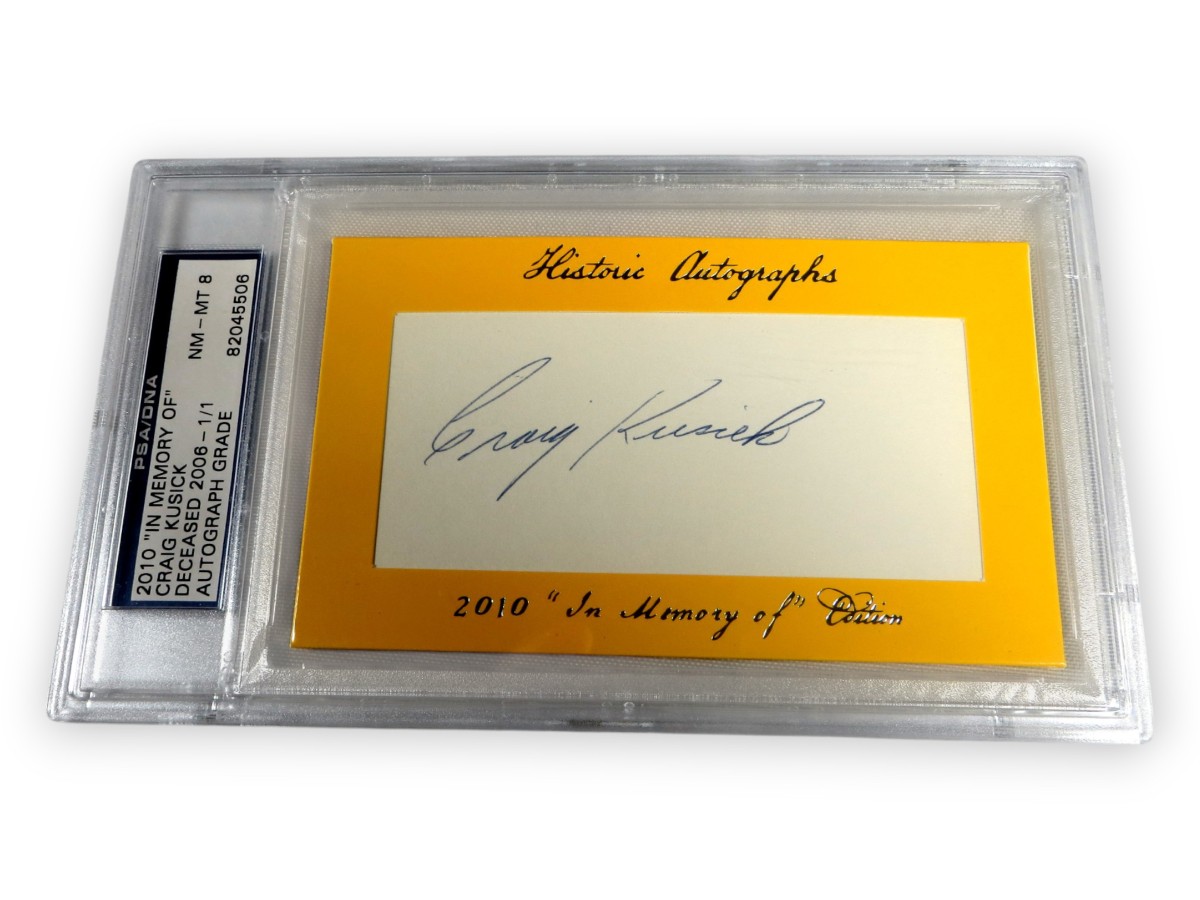 PSA/DNA
2010 "IN MEMORY OF"
CRAIG KUSICK
DECEASED 2006 - 1/1
AUTOGRAPH GRADE
NM - MT 8
82045506
Historic Autographs
Craig Kusick
2010 "In Memory of" Edition